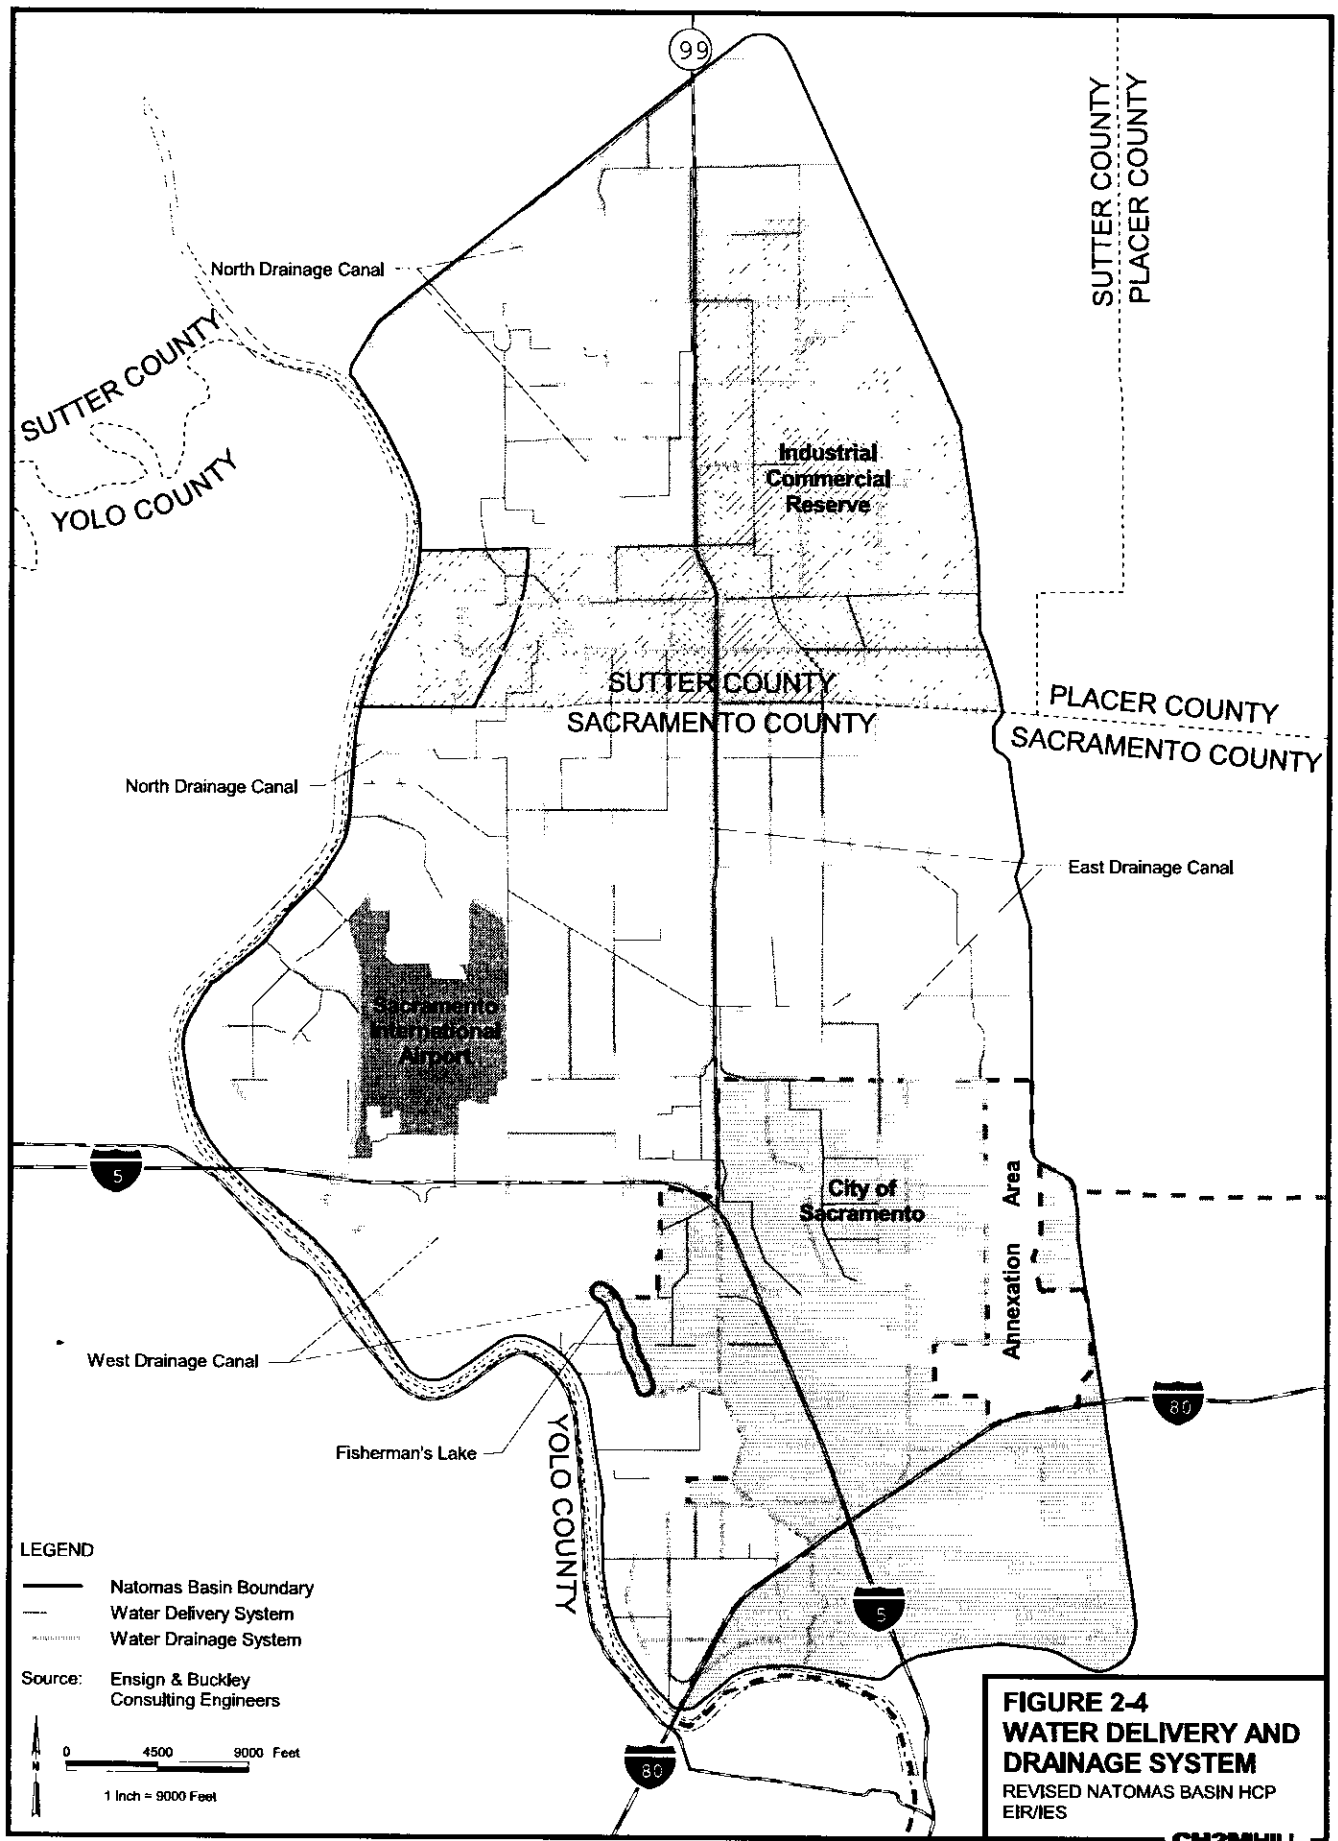 99
SUTTER COUNTY
PLACER COUNTY
North Drainage Canal
SUTTER COUNTY
YOLO COUNTY
Industrial
Commercial
Reserve
SUTTER COUNTY
SACRAMENTO COUNTY
PLACER COUNTY
SACRAMENTO COUNTY
North Drainage Canal
East Drainage Canal
Sacramento
International
Airport
5
City of
Sacramento
Annexation Area
West Drainage Canal
Fisherman's Lake
YOLO COUNTY
80
5
80
LEGEND
Natomas Basin Boundary
Water Delivery System
Water Drainage System
Source: Ensign & Buckley
Consulting Engineers
N
0 4500 9000 Feet
1 Inch = 9000 Feet
FIGURE 2-4
WATER DELIVERY AND
DRAINAGE SYSTEM
REVISED NATOMAS BASIN HCP
EIR/IES
CH2MHILL